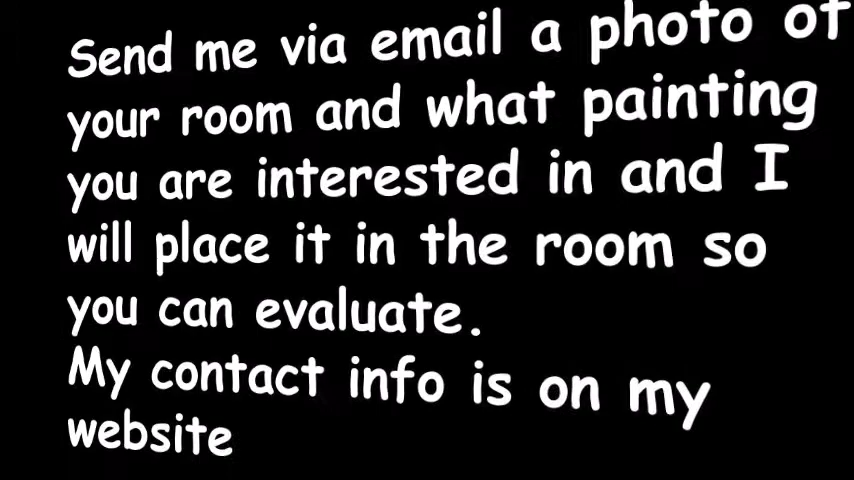 Send me via email a photo of
your room and what painting
you are interested in and I
will place it in the room so
you can evaluate.
My contact info is on my
website